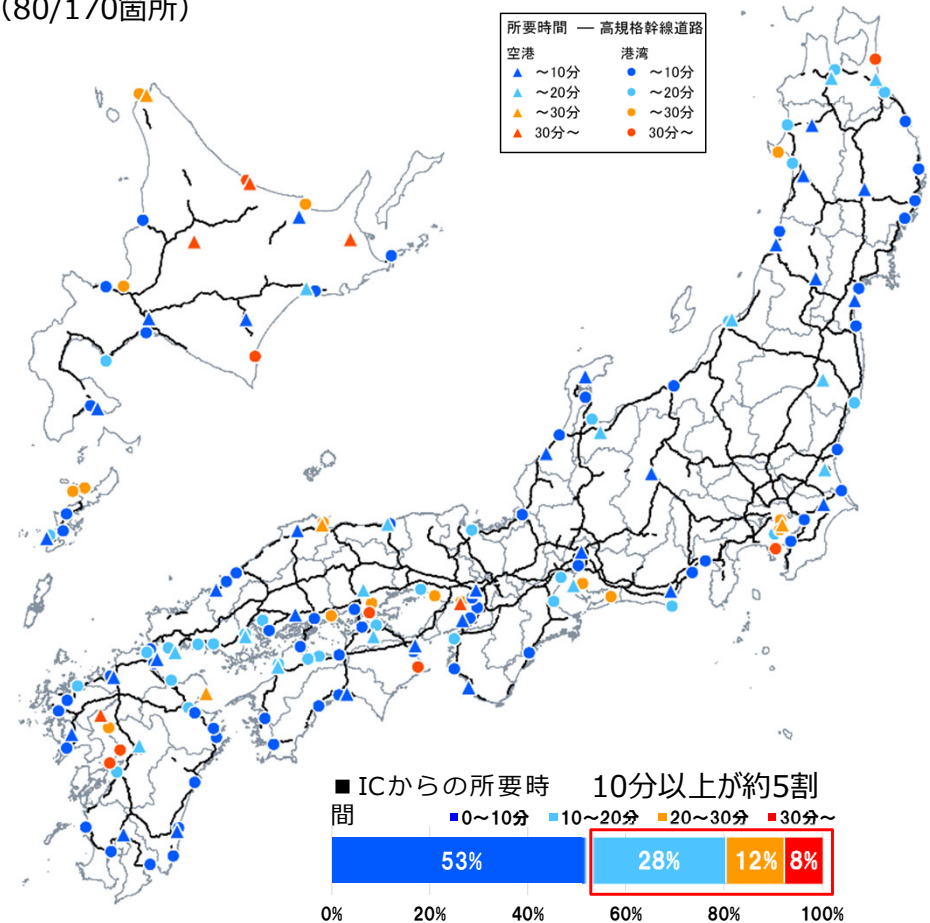 （80/170箇所）
所要時間 ― 高規格幹線道路
空港 港湾
～10分 ～10分
～20分 ～20分
～30分 ～30分
30分～ 30分～
■ICからの所要時間
10分以上が約5割
0～10分 10～20分 20～30分 30分～
53% 28% 12% 8%
0% 20% 40% 60% 80% 100%